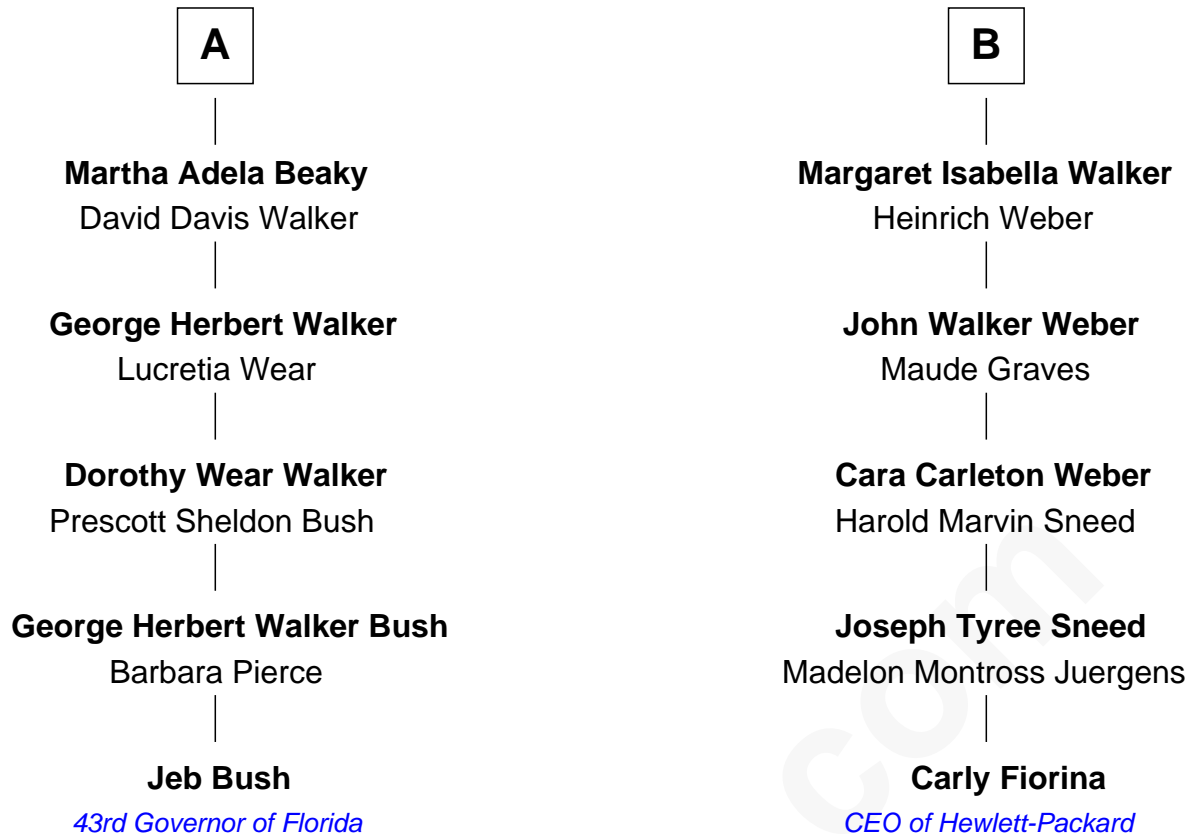 A
Martha Adela Beaky
David Davis Walker
George Herbert Walker
Lucretia Wear
Dorothy Wear Walker
Prescott Sheldon Bush
George Herbert Walker Bush
Barbara Pierce
Jeb Bush
43rd Governor of Florida
B
Margaret Isabella Walker
Heinrich Weber
John Walker Weber
Maude Graves
Cara Carleton Weber
Harold Marvin Sneed
Joseph Tyree Sneed
Madelon Montross Juergens
Carly Fiorina
CEO of Hewlett-Packard
com